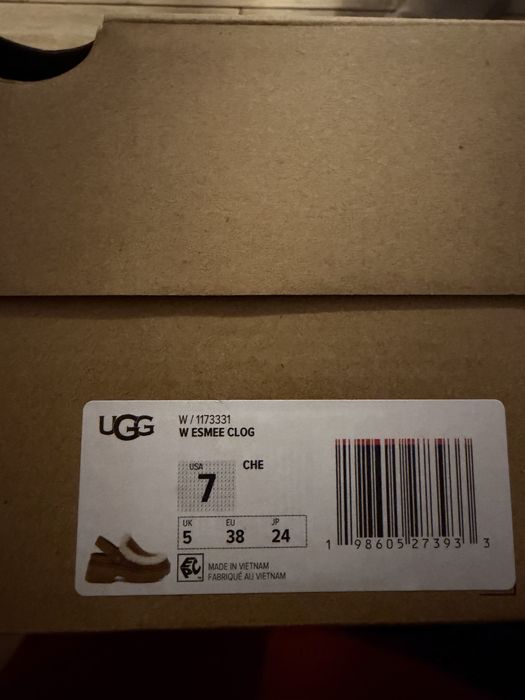 UGG
W / 1173331
W ESMEE CLOG
USA
7
CHE
UK EU JP
5 38 24
MADE IN VIETNAM
FABRIQUÉ AU VIETNAM
1 98605 27393 3